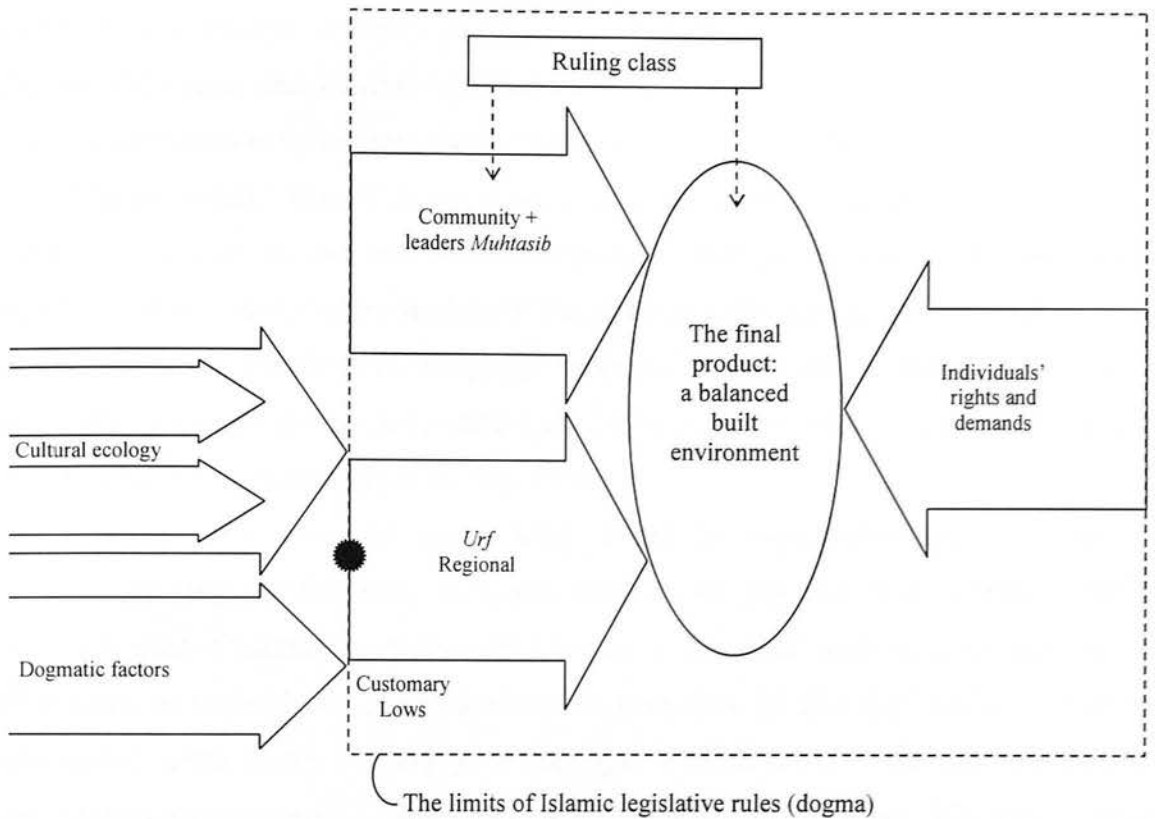 Ruling class
Community +
leaders Muhtasib
The final
product:
a balanced
built
environment
Individuals'
rights and
demands
Cultural ecology
Urf
Regional
Dogmatic factors
Customary
Lows
The limits of Islamic legislative rules (dogma)